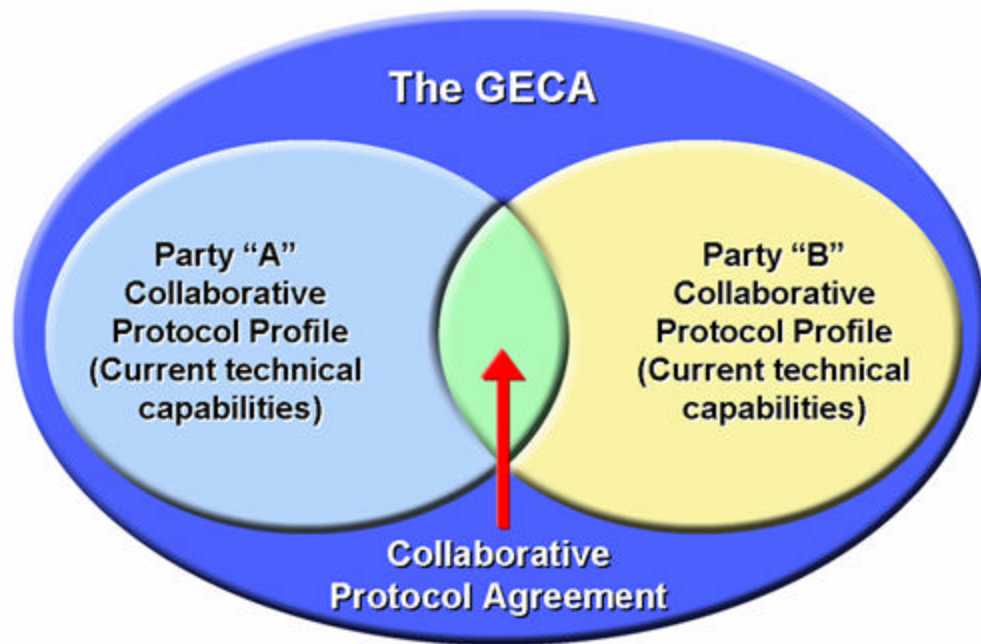 The GECA
Party “A”
Collaborative
Protocol Profile
(Current technical
capabilities)
Party “B”
Collaborative
Protocol Profile
(Current technical
capabilities)
Collaborative
Protocol Agreement